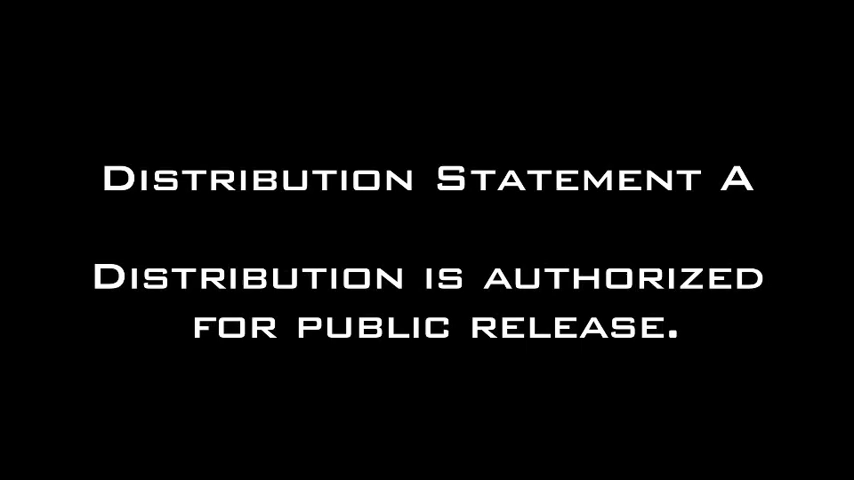 Distribution Statement A
Distribution is authorized
for public release.